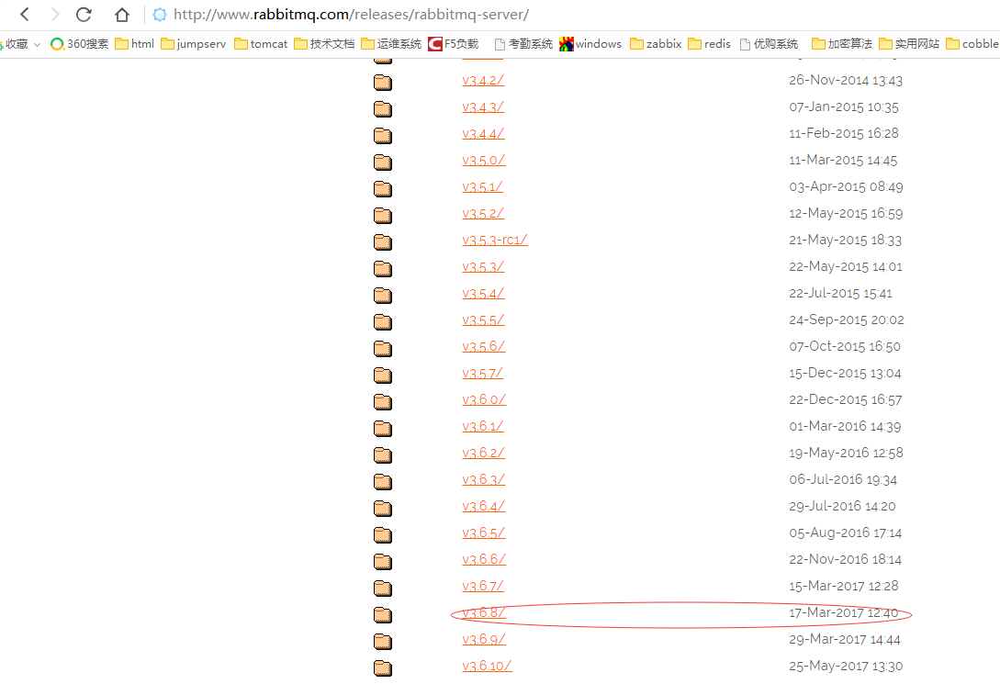 http://www.rabbitmq.com/releases/rabbitmq-server/
收藏 360搜索 html jumpserv tomcat 技术文档 运维系统 F5负载 考勤系统 windows zabbix redis 优购系统 加密算法 实用网站 cobble
v3.4.2/ 26-Nov-2014 13:43
v3.4.3/ 07-Jan-2015 10:35
v3.4.4/ 11-Feb-2015 16:28
v3.5.0/ 11-Mar-2015 14:45
v3.5.1/ 03-Apr-2015 08:49
v3.5.2/ 12-May-2015 16:59
v3.5.3-rc1/ 21-May-2015 18:33
v3.5.3/ 22-May-2015 14:01
v3.5.4/ 22-Jul-2015 15:41
v3.5.5/ 24-Sep-2015 20:02
v3.5.6/ 07-Oct-2015 16:50
v3.5.7/ 15-Dec-2015 13:04
v3.6.0/ 22-Dec-2015 16:57
v3.6.1/ 01-Mar-2016 14:39
v3.6.2/ 19-May-2016 12:58
v3.6.3/ 06-Jul-2016 19:34
v3.6.4/ 29-Jul-2016 14:20
v3.6.5/ 05-Aug-2016 17:14
v3.6.6/ 22-Nov-2016 18:14
v3.6.7/ 15-Mar-2017 12:28
v3.6.8/ 17-Mar-2017 12:40
v3.6.9/ 29-Mar-2017 14:44
v3.6.10/ 25-May-2017 13:30